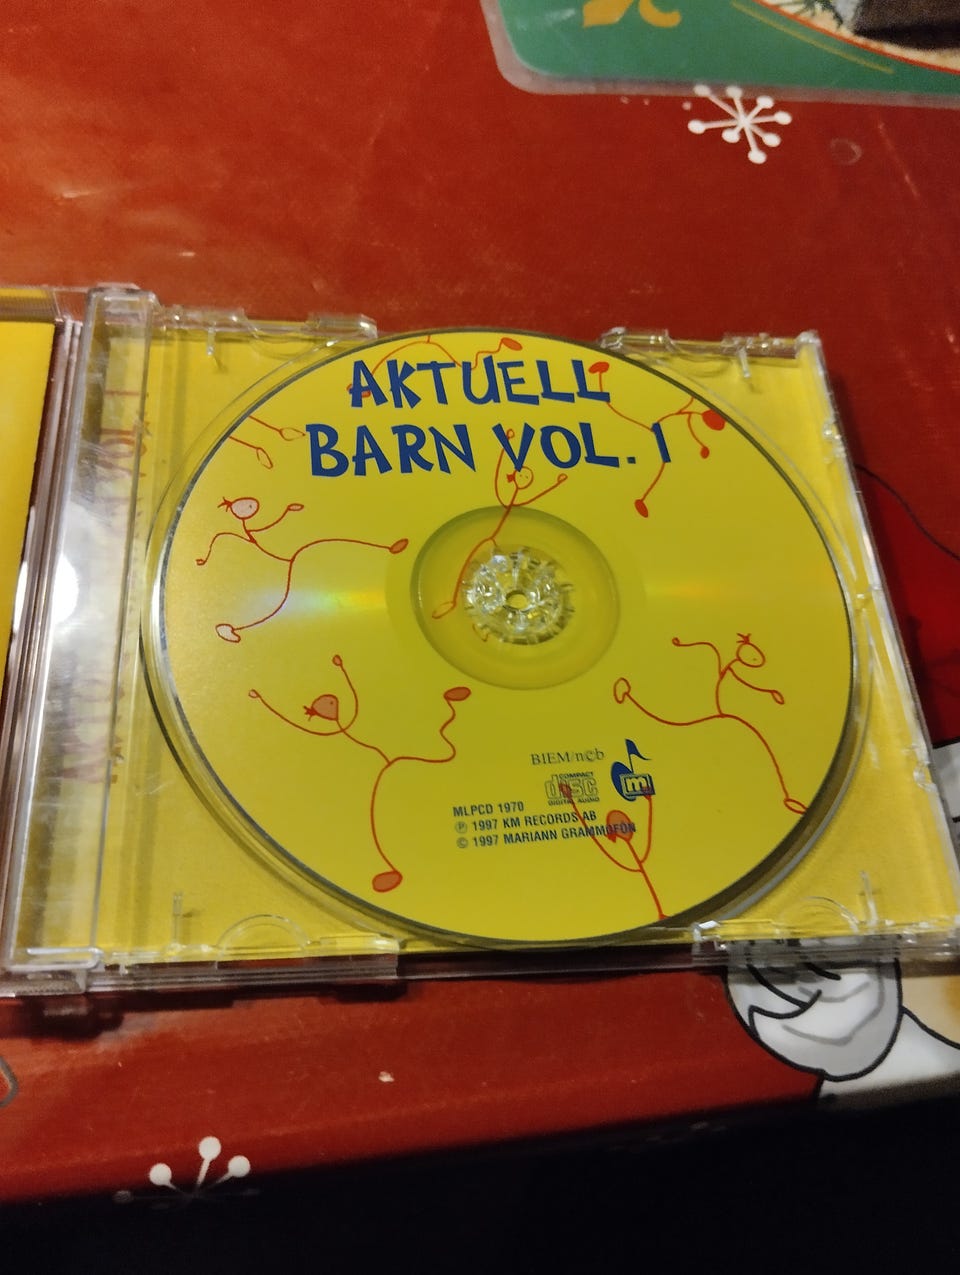 AKTUELL
BARN VOL. 1
BIEM/ncb
COMPACT
disc
DIGITAL AUDIO
m
MLPCD 1970
℗ 1997 KM RECORDS AB
© 1997 MARIANN GRAMMOFON